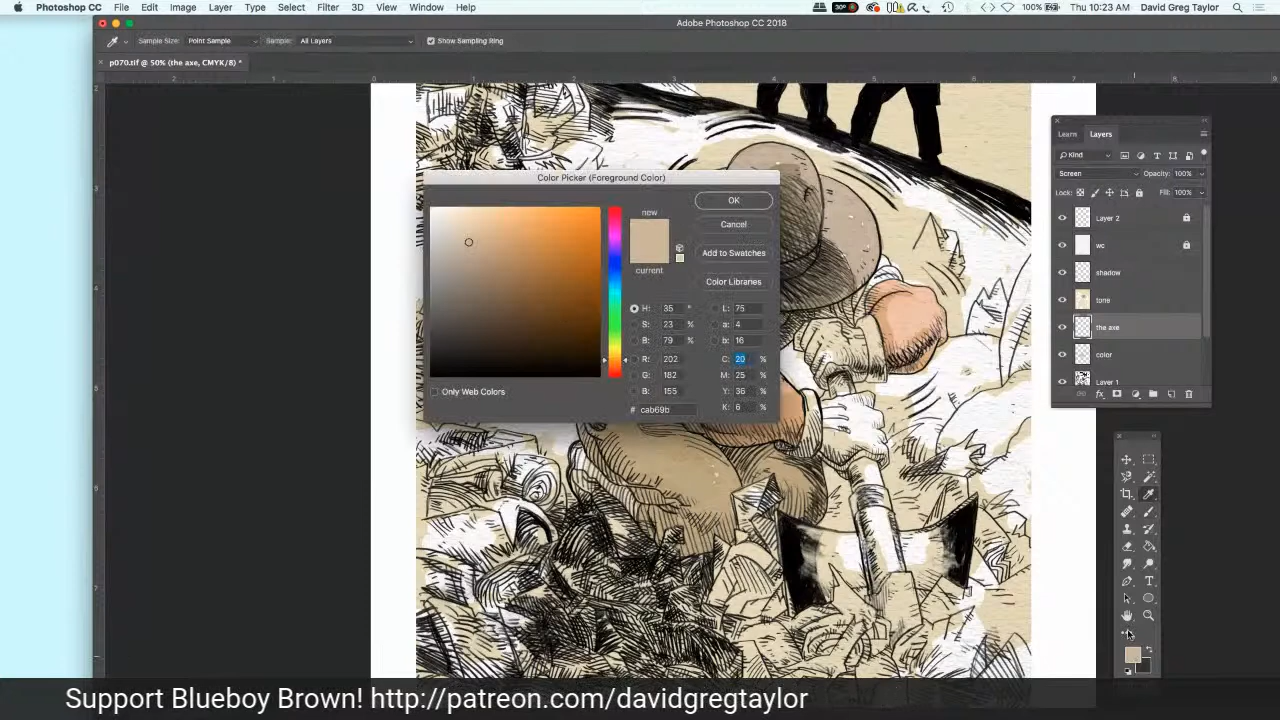 Photoshop CC File Edit Image Layer Type Select Filter 3D View Window Help
100% Thu 10:23 AM David Greg Taylor
Adobe Photoshop CC 2018
Sample Size: Point Sample Sample: All Layers Show Sampling Ring
p070.tif @ 50% (the axe, CMYK/8) *
Color Picker (Foreground Color)
new
current
OK
Cancel
Add to Swatches
Color Libraries
H: 35 °
S: 23 %
B: 79 %
R: 202
G: 182
B: 155
# cab69b
L: 75
a: 4
b: 16
C: 20 %
M: 25 %
Y: 36 %
K: 6 %
Only Web Colors
Learn Layers
Kind
Screen Opacity: 100%
Lock: Fill: 100%
Layer 2
wc
shadow
tone
the axe
color
Layer 1
Support Blueboy Brown! http://patreon.com/davidgregtaylor